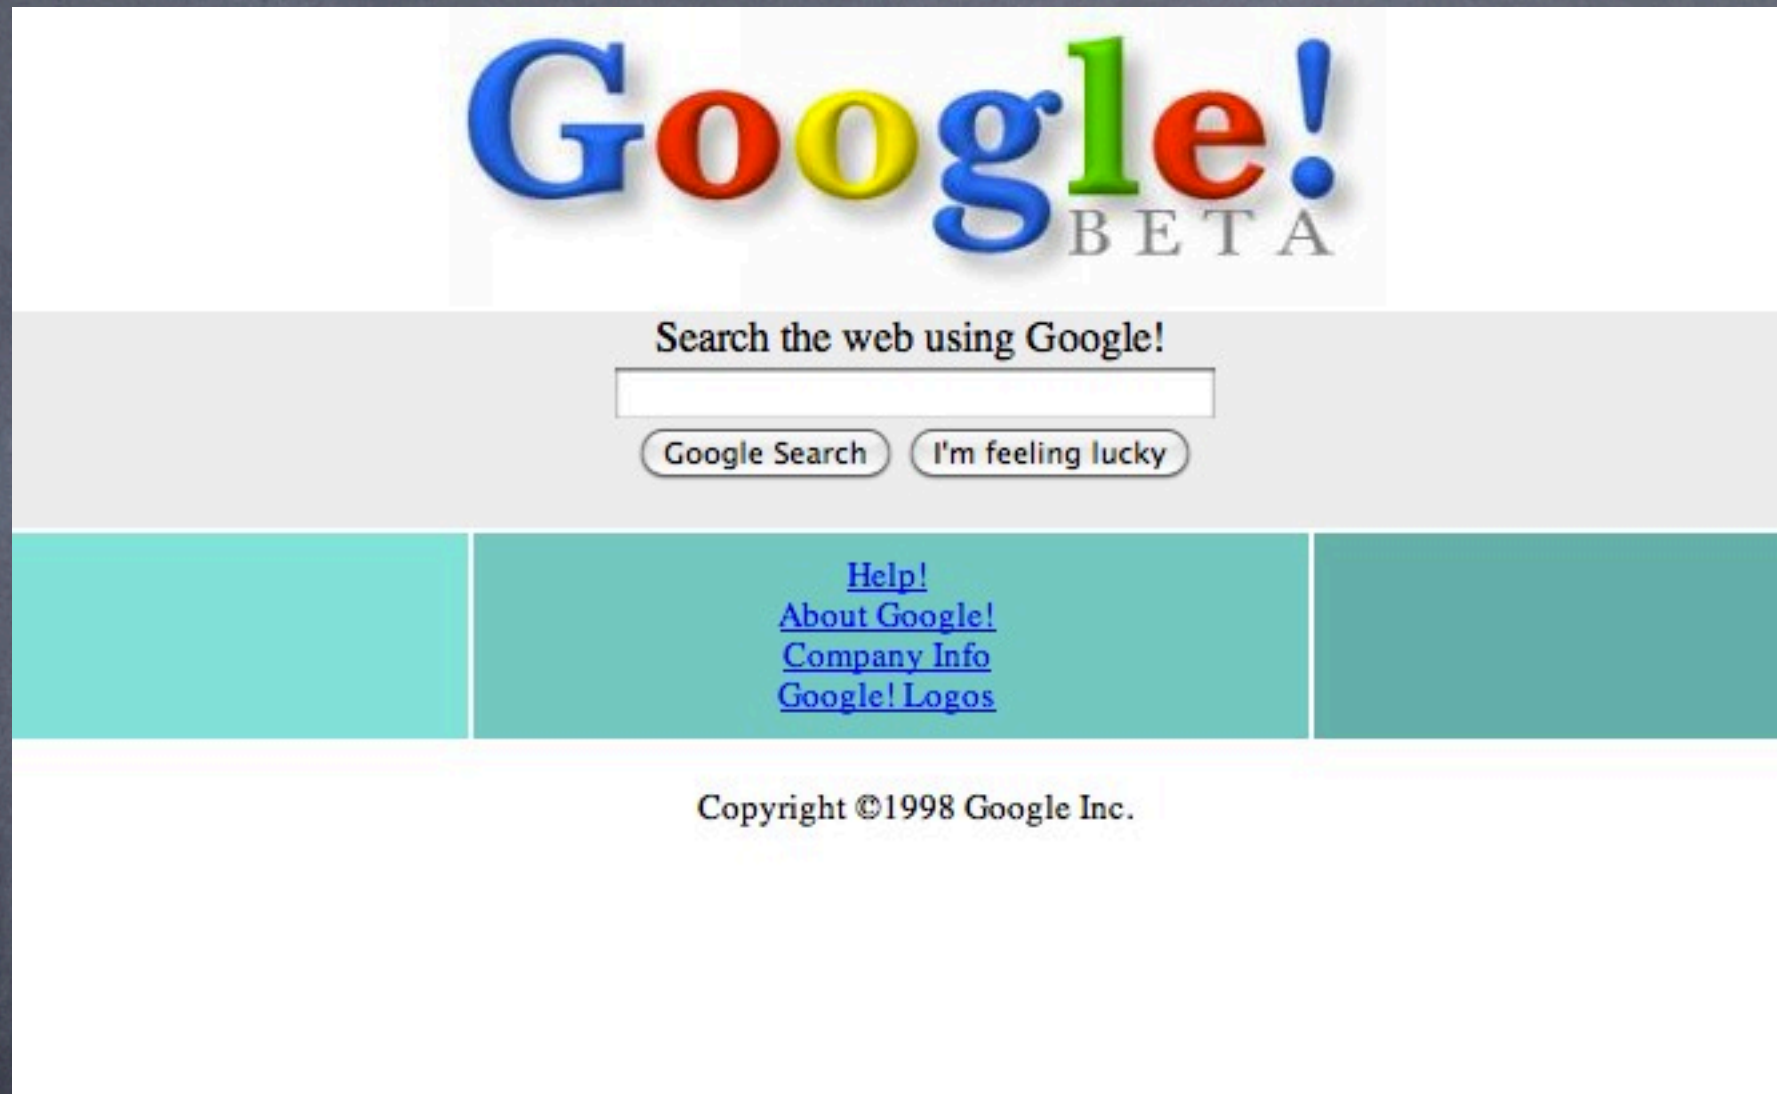 Google!
BETA
Search the web using Google!
Google Search I'm feeling lucky
Help!
About Google!
Company Info
Google! Logos
Copyright ©1998 Google Inc.